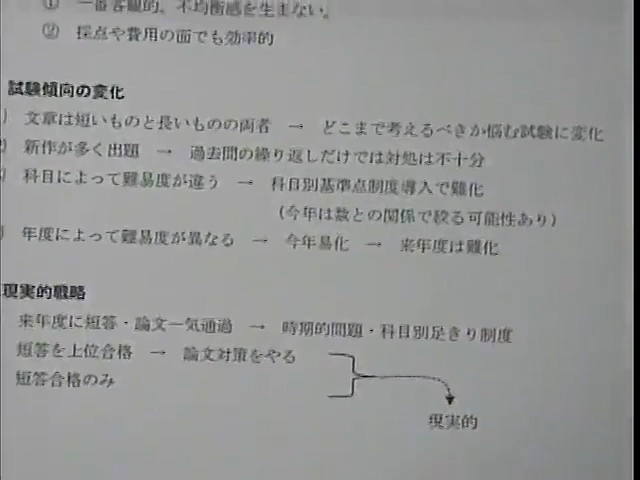 ① 一番客観的、不均衡感を生まない。
② 採点や費用の面でも効率的
試験傾向の変化
) 文章は短いものと長いものの両者 → どこまで考えるべきか悩む試験に変化
) 新作が多く出題 → 過去問の繰り返しだけでは対処は不十分
) 科目によって難易度が違う → 科目別基準点制度導入で難化
(今年は数との関係で絞る可能性あり)
) 年度によって難易度が異なる → 今年易化 → 来年度は難化
現実的戦略
来年度に短答・論文一気通過 → 時期的問題・科目別足きり制度
短答を上位合格 → 論文対策をやる
短答合格のみ
現実的